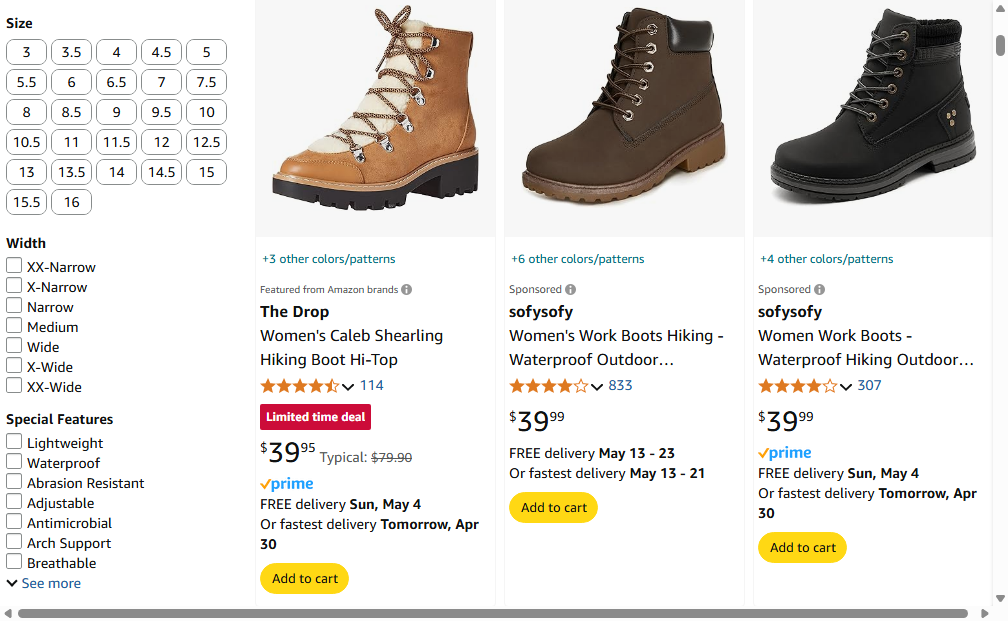 Size
3 3.5 4 4.5 5
5.5 6 6.5 7 7.5
8 8.5 9 9.5 10
10.5 11 11.5 12 12.5
13 13.5 14 14.5 15
15.5 16
Width
XX-Narrow
X-Narrow
Narrow
Medium
Wide
X-Wide
XX-Wide
Special Features
Lightweight
Waterproof
Abrasion Resistant
Adjustable
Antimicrobial
Arch Support
Breathable
See more
+3 other colors/patterns
Featured from Amazon brands
The Drop
Women's Caleb Shearling
Hiking Boot Hi-Top
114
Limited time deal
$3995 Typical: $79.90
prime
FREE delivery Sun, May 4
Or fastest delivery Tomorrow, Apr
30
Add to cart
+6 other colors/patterns
Sponsored
sofysofy
Women's Work Boots Hiking -
Waterproof Outdoor…
833
$3999
FREE delivery May 13 - 23
Or fastest delivery May 13 - 21
Add to cart
+4 other colors/patterns
Sponsored
sofysofy
Women Work Boots -
Waterproof Hiking Outdoor…
307
$3999
prime
FREE delivery Sun, May 4
Or fastest delivery Tomorrow, Apr
30
Add to cart